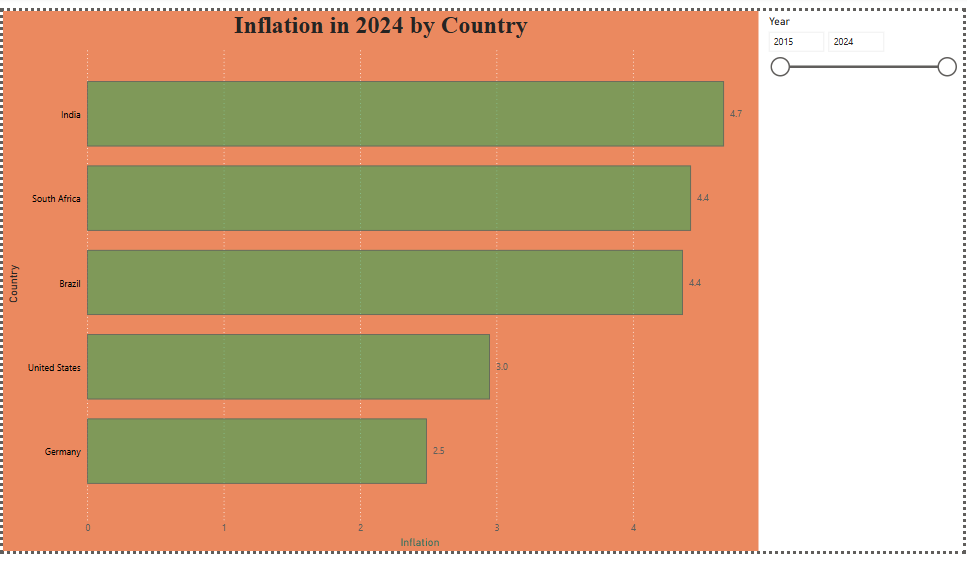 Inflation in 2024 by Country
Year
2015 2024
Country
India 4.7
South Africa 4.4
Brazil 4.4
United States 3.0
Germany 2.5
0 1 2 3 4
Inflation